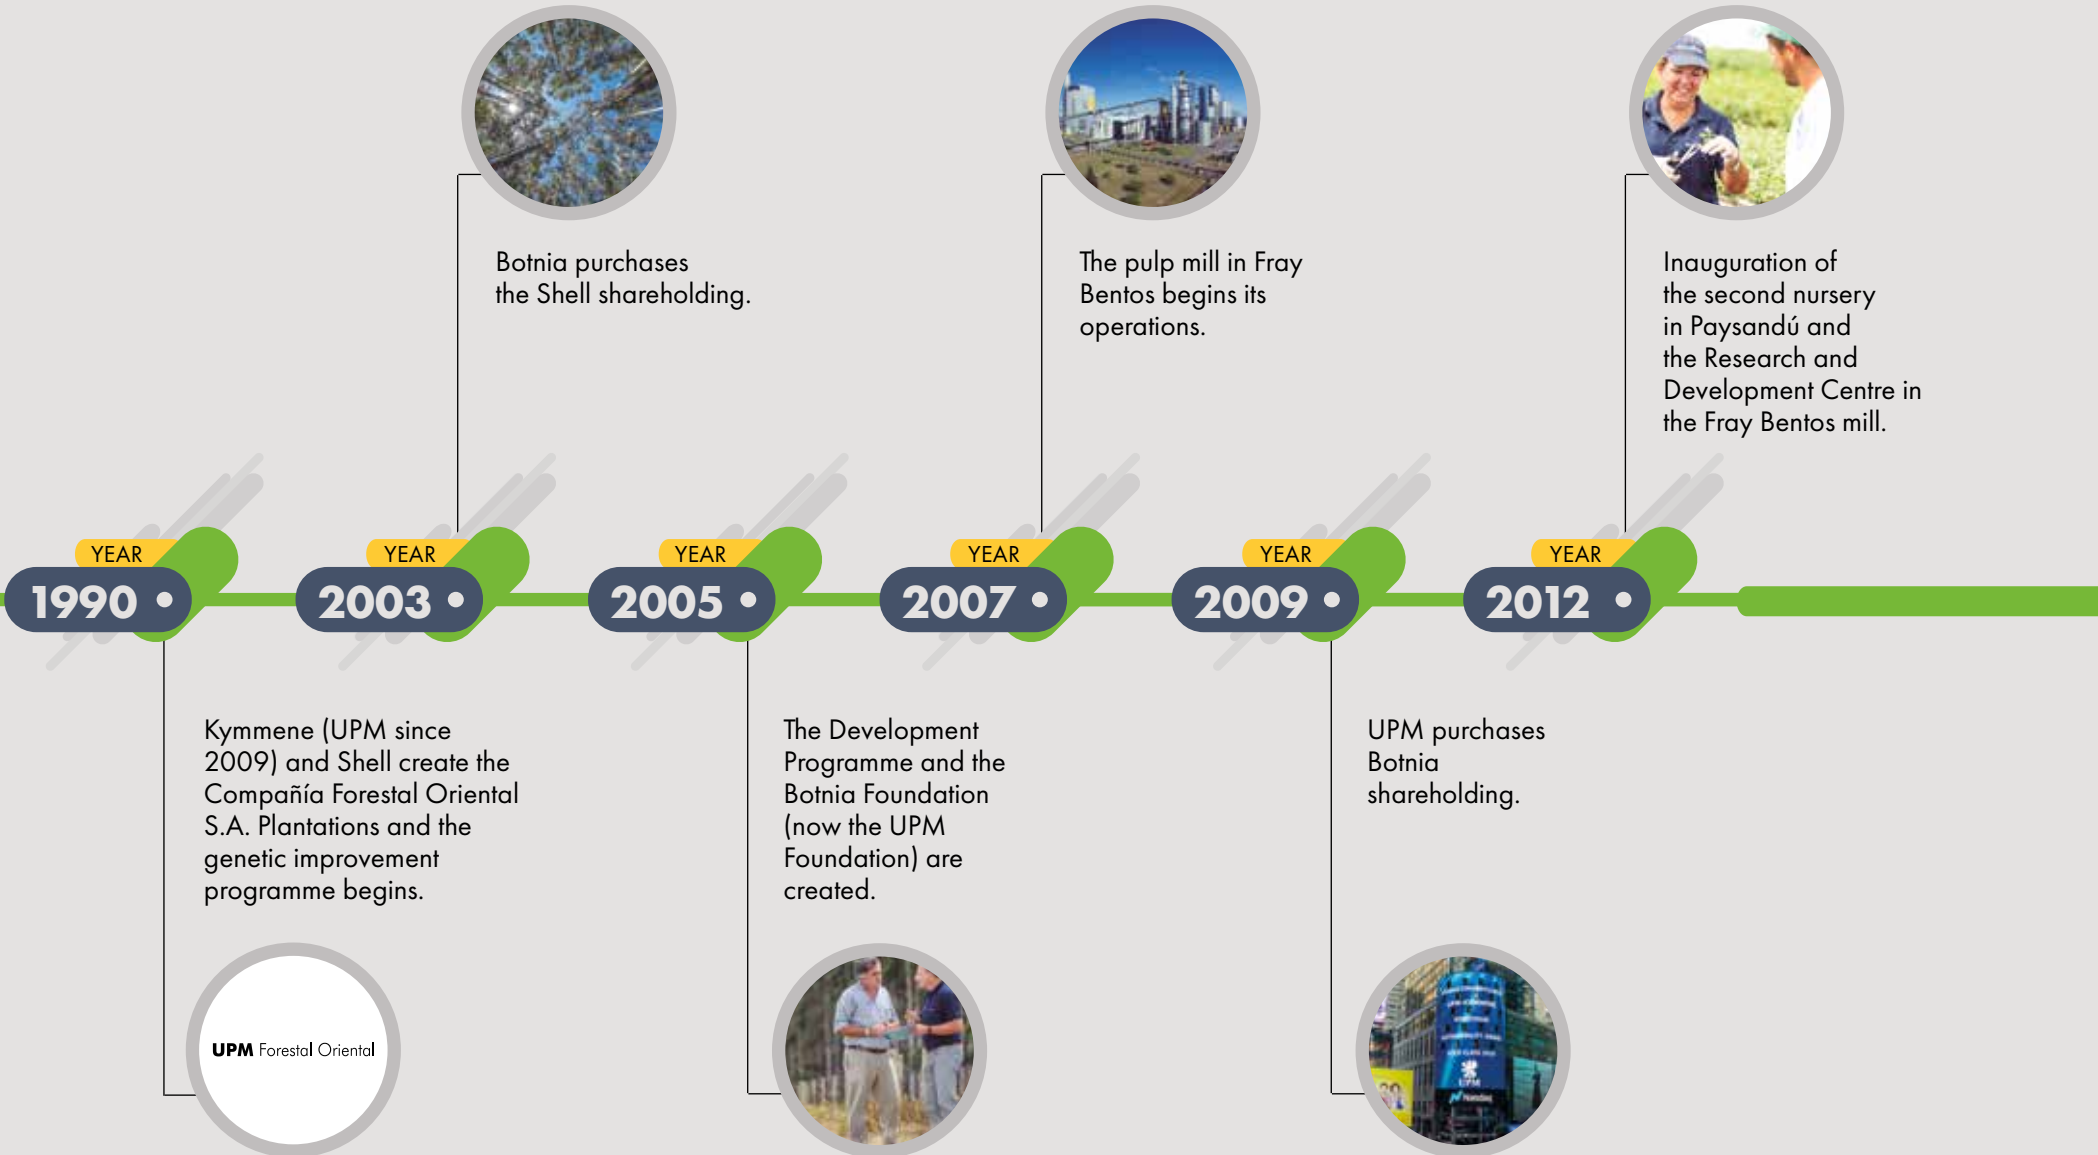 Botnia purchases
the Shell shareholding.
The pulp mill in Fray
Bentos begins its
operations.
Inauguration of
the second nursery
in Paysandú and
the Research and
Development Centre in
the Fray Bentos mill.
YEAR
1990
YEAR
2003
YEAR
2005
YEAR
2007
YEAR
2009
YEAR
2012
Kymmene (UPM since
2009) and Shell create the
Compañía Forestal Oriental
S.A. Plantations and the
genetic improvement
programme begins.
UPM Forestal Oriental
The Development
Programme and the
Botnia Foundation
(now the UPM
Foundation) are
created.
UPM purchases
Botnia
shareholding.
UPM
Nasdaq